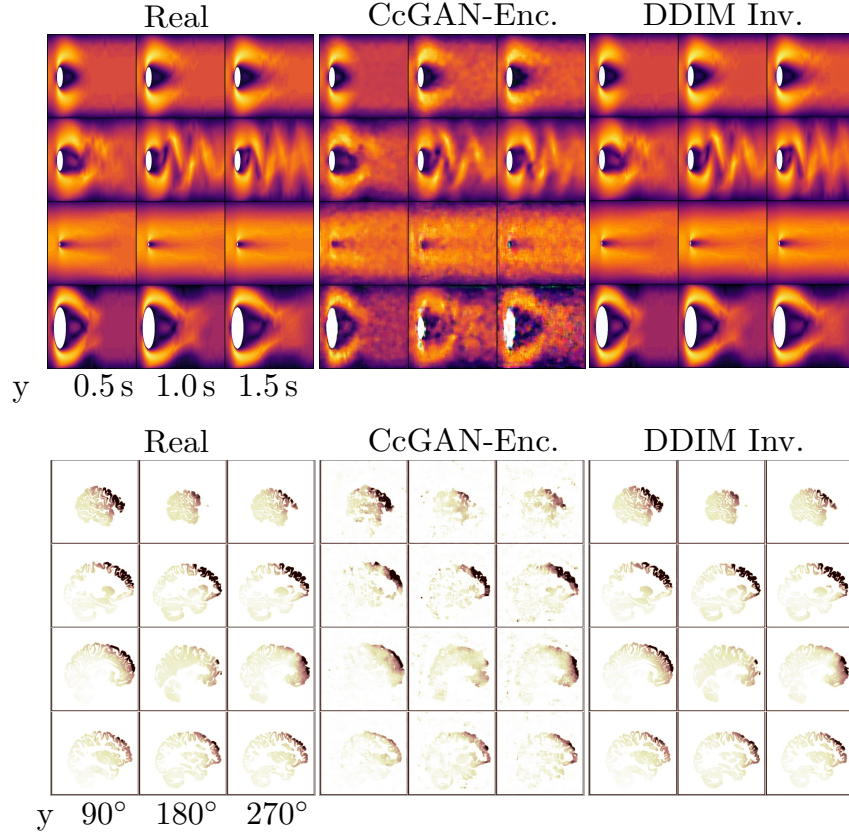 Real CcGAN-Enc. DDIM Inv.
y 0.5 s 1.0 s 1.5 s
Real CcGAN-Enc. DDIM Inv.
y 90° 180° 270°